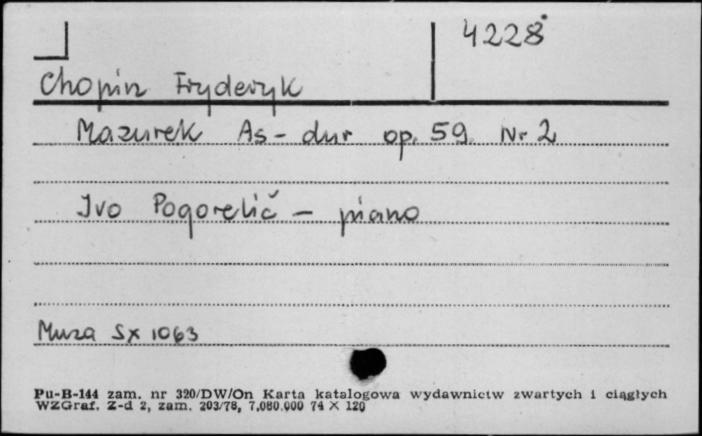 4228
Chopin Fryderyk
Mazurek As-dur op. 59 Nr 2
Ivo Pogorelič - piano
Muza Sx 1063
Pu-B-144 zam. nr 320/DW/On Karta katalogowa wydawnictw zwartych i ciągłych
WZGraf. Z-d 2, zam. 203/78, 7.080.000 74 × 120